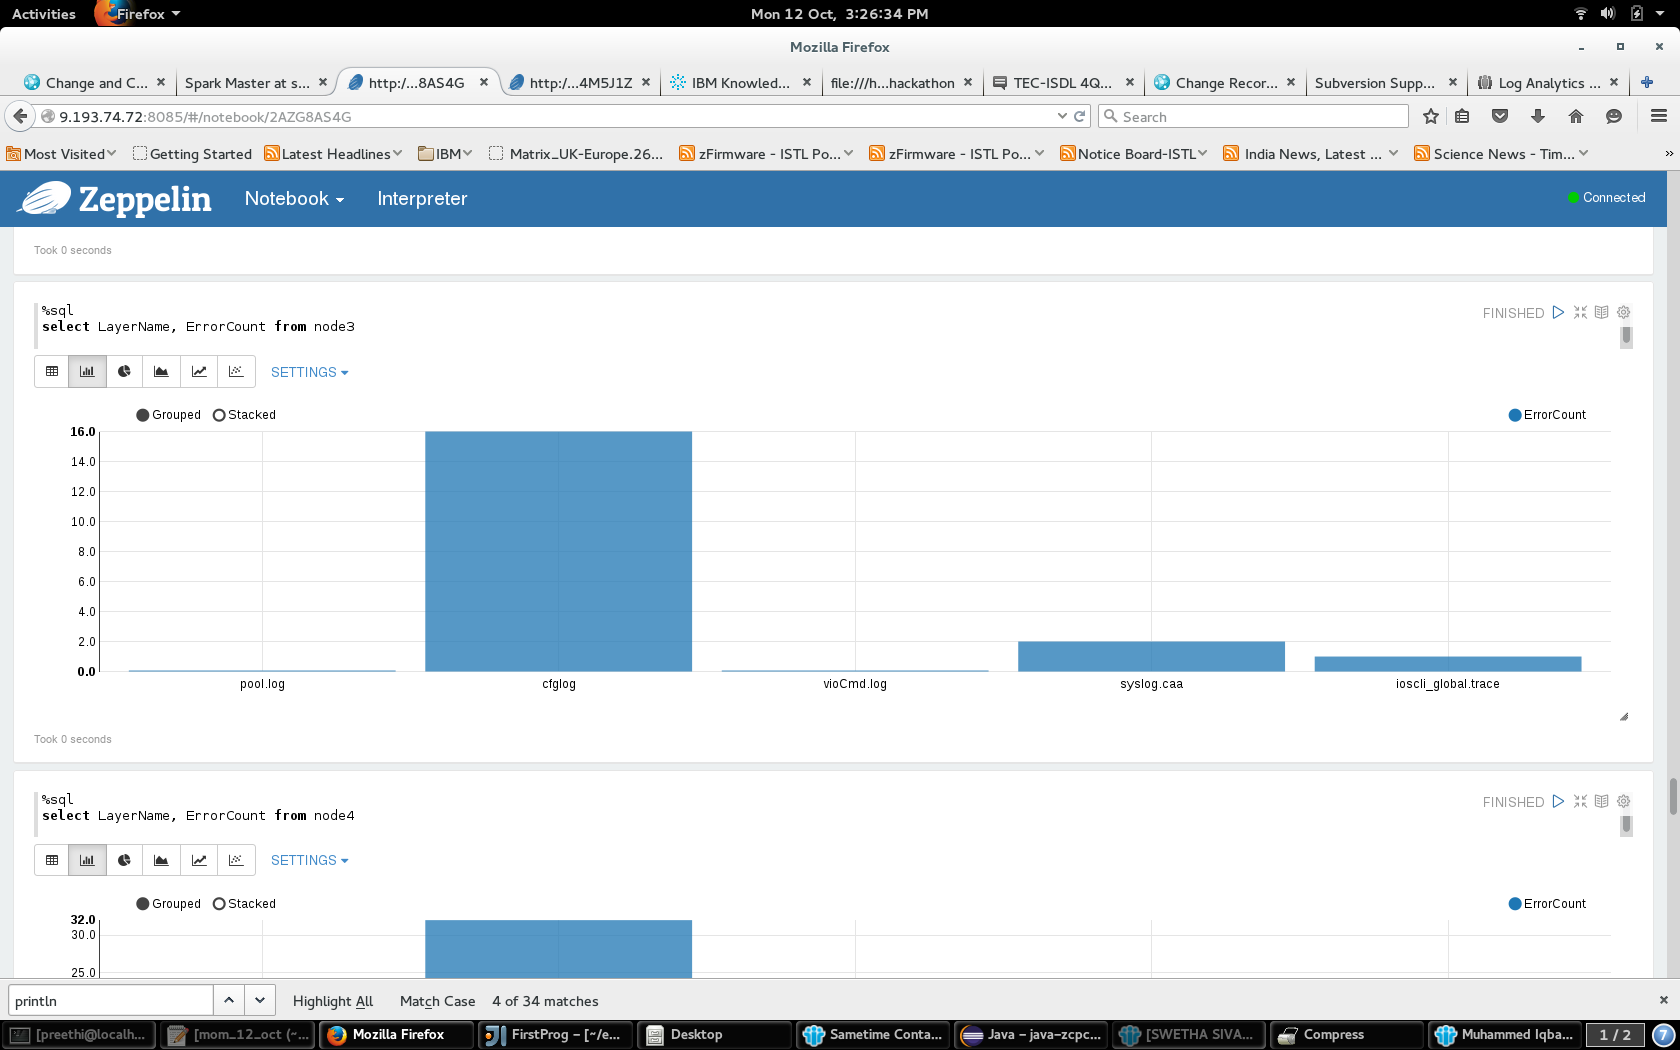 Activities Firefox Mon 12 Oct, 3:26:34 PM
Mozilla Firefox
Change and C... Spark Master at s... http:/...8AS4G http:/...4M5J1Z IBM Knowled... file:///h...hackathon TEC-ISDL 4Q... Change Recor... Subversion Supp... Log Analytics ...
9.193.74.72:8085/#/notebook/2AZG8AS4G Search
Most Visited Getting Started Latest Headlines IBM Matrix_UK-Europe.26... zFirmware - ISTL Po... zFirmware - ISTL Po... Notice Board-ISTL India News, Latest ... Science News - Tim... »
Zeppelin Notebook Interpreter Connected
Took 0 seconds
%sql
select LayerName, ErrorCount from node3
FINISHED
SETTINGS
Grouped Stacked ErrorCount
16.0
14.0
12.0
10.0
8.0
6.0
4.0
2.0
0.0
pool.log cfglog vioCmd.log syslog.caa ioscli_global.trace
Took 0 seconds
%sql
select LayerName, ErrorCount from node4
FINISHED
SETTINGS
Grouped Stacked ErrorCount
32.0
30.0
25.0
println Highlight All Match Case 4 of 34 matches
[preethi@localh... [mom_12_oct (~... Mozilla Firefox FirstProg – [~/e... Desktop Sametime Conta... Java – java–zcpc... [SWETHA SIVA... Compress Muhammed Iqba... 1 / 2 7